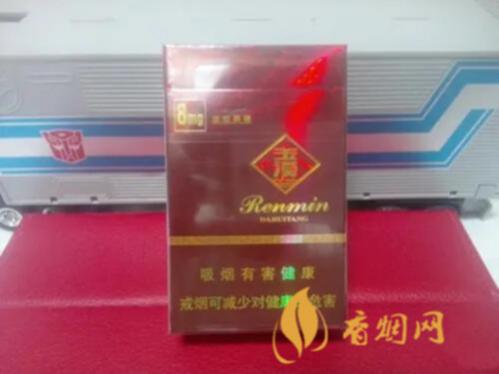 8mg
Renmin
DAHUITANG
吸烟有害健康
戒烟可减少对健康危害
香烟网